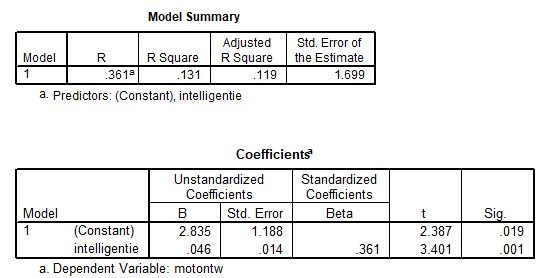 Model Summary
Adjusted Std. Error of
Model R R Square R Square the Estimate
1 .361a .131 .119 1.699
a. Predictors: (Constant), intelligentie
Coefficientsa
Unstandardized Standardized
Coefficients Coefficients
Model B Std. Error Beta t Sig.
1 (Constant) 2.835 1.188 2.387 .019
intelligentie .046 .014 .361 3.401 .001
a. Dependent Variable: motontw